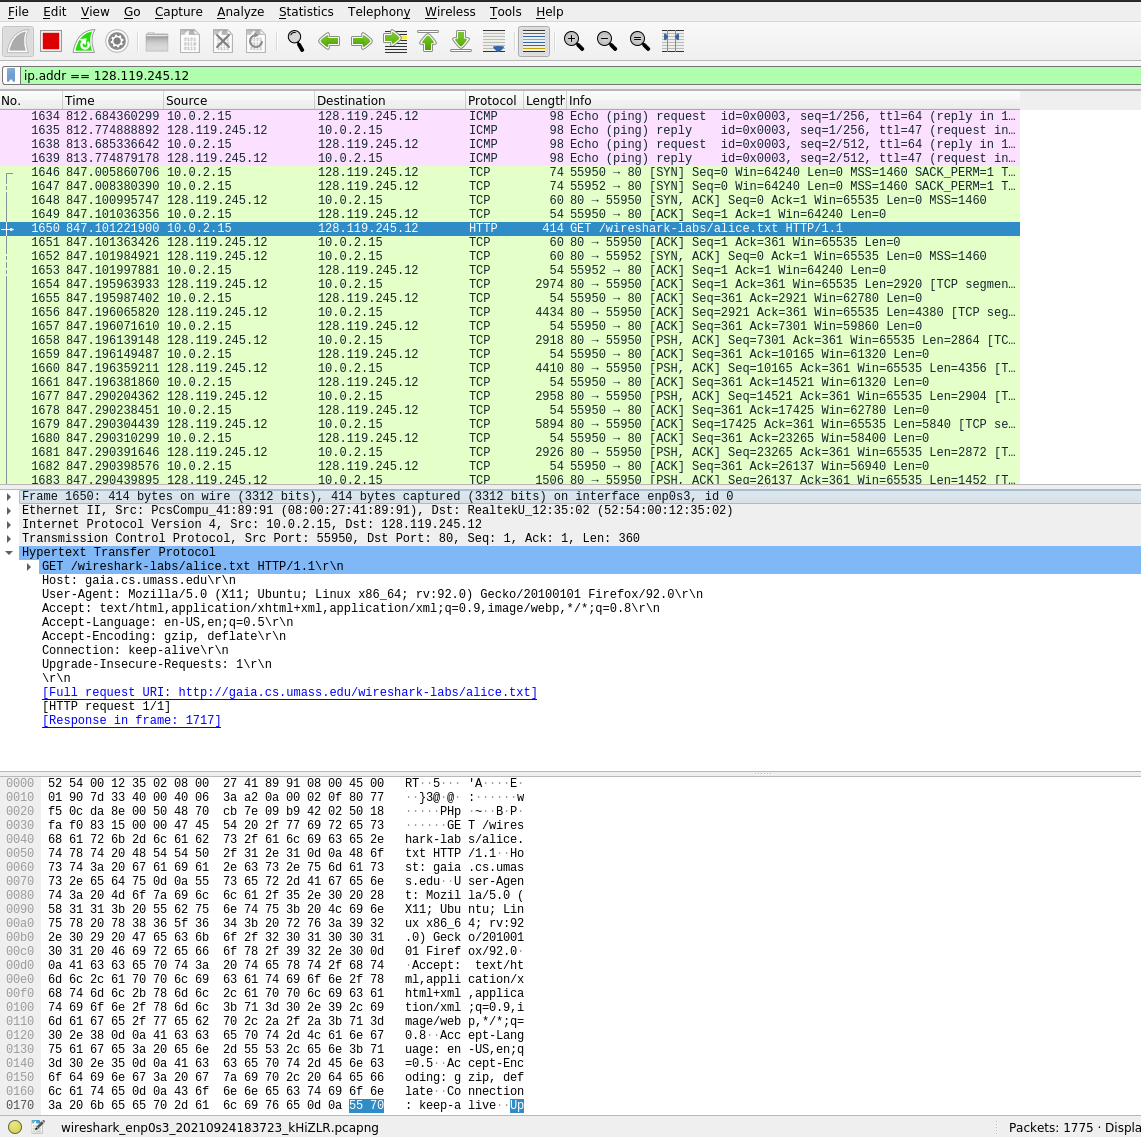 File Edit View Go Capture Analyze Statistics Telephony Wireless Tools Help
ip.addr == 128.119.245.12
No. Time Source Destination Protocol Length Info
1634 812.684360299 10.0.2.15 128.119.245.12 ICMP 98 Echo (ping) request id=0x0003, seq=1/256, ttl=64 (reply in 1…
1635 812.774888892 128.119.245.12 10.0.2.15 ICMP 98 Echo (ping) reply id=0x0003, seq=1/256, ttl=47 (request in…
1638 813.685336642 10.0.2.15 128.119.245.12 ICMP 98 Echo (ping) request id=0x0003, seq=2/512, ttl=64 (reply in 1…
1639 813.774879178 128.119.245.12 10.0.2.15 ICMP 98 Echo (ping) reply id=0x0003, seq=2/512, ttl=47 (request in…
1646 847.005860706 10.0.2.15 128.119.245.12 TCP 74 55950 → 80 [SYN] Seq=0 Win=64240 Len=0 MSS=1460 SACK_PERM=1 T…
1647 847.008380390 10.0.2.15 128.119.245.12 TCP 74 55952 → 80 [SYN] Seq=0 Win=64240 Len=0 MSS=1460 SACK_PERM=1 T…
1648 847.100995747 128.119.245.12 10.0.2.15 TCP 60 80 → 55950 [SYN, ACK] Seq=0 Ack=1 Win=65535 Len=0 MSS=1460
1649 847.101036356 10.0.2.15 128.119.245.12 TCP 54 55950 → 80 [ACK] Seq=1 Ack=1 Win=64240 Len=0
1650 847.101221900 10.0.2.15 128.119.245.12 HTTP 414 GET /wireshark-labs/alice.txt HTTP/1.1
1651 847.101363426 128.119.245.12 10.0.2.15 TCP 60 80 → 55950 [ACK] Seq=1 Ack=361 Win=65535 Len=0
1652 847.101984921 128.119.245.12 10.0.2.15 TCP 60 80 → 55952 [SYN, ACK] Seq=0 Ack=1 Win=65535 Len=0 MSS=1460
1653 847.101997881 10.0.2.15 128.119.245.12 TCP 54 55952 → 80 [ACK] Seq=1 Ack=1 Win=64240 Len=0
1654 847.195963933 128.119.245.12 10.0.2.15 TCP 2974 80 → 55950 [ACK] Seq=1 Ack=361 Win=65535 Len=2920 [TCP segmen…
1655 847.195987402 10.0.2.15 128.119.245.12 TCP 54 55950 → 80 [ACK] Seq=361 Ack=2921 Win=62780 Len=0
1656 847.196065820 128.119.245.12 10.0.2.15 TCP 4434 80 → 55950 [ACK] Seq=2921 Ack=361 Win=65535 Len=4380 [TCP seg…
1657 847.196071610 10.0.2.15 128.119.245.12 TCP 54 55950 → 80 [ACK] Seq=361 Ack=7301 Win=59860 Len=0
1658 847.196139148 128.119.245.12 10.0.2.15 TCP 2918 80 → 55950 [PSH, ACK] Seq=7301 Ack=361 Win=65535 Len=2864 [TC…
1659 847.196149487 10.0.2.15 128.119.245.12 TCP 54 55950 → 80 [ACK] Seq=361 Ack=10165 Win=61320 Len=0
1660 847.196359211 128.119.245.12 10.0.2.15 TCP 4410 80 → 55950 [PSH, ACK] Seq=10165 Ack=361 Win=65535 Len=4356 [T…
1661 847.196381860 10.0.2.15 128.119.245.12 TCP 54 55950 → 80 [ACK] Seq=361 Ack=14521 Win=61320 Len=0
1677 847.290204362 128.119.245.12 10.0.2.15 TCP 2958 80 → 55950 [PSH, ACK] Seq=14521 Ack=361 Win=65535 Len=2904 [T…
1678 847.290238451 10.0.2.15 128.119.245.12 TCP 54 55950 → 80 [ACK] Seq=361 Ack=17425 Win=62780 Len=0
1679 847.290304439 128.119.245.12 10.0.2.15 TCP 5894 80 → 55950 [ACK] Seq=17425 Ack=361 Win=65535 Len=5840 [TCP se…
1680 847.290310299 10.0.2.15 128.119.245.12 TCP 54 55950 → 80 [ACK] Seq=361 Ack=23265 Win=58400 Len=0
1681 847.290391646 128.119.245.12 10.0.2.15 TCP 2926 80 → 55950 [PSH, ACK] Seq=23265 Ack=361 Win=65535 Len=2872 [T…
1682 847.290398576 10.0.2.15 128.119.245.12 TCP 54 55950 → 80 [ACK] Seq=361 Ack=26137 Win=56940 Len=0
1683 847.290439895 128.119.245.12 10.0.2.15 TCP 1506 80 → 55950 [PSH, ACK] Seq=26137 Ack=361 Win=65535 Len=1452 [T…
Frame 1650: 414 bytes on wire (3312 bits), 414 bytes captured (3312 bits) on interface enp0s3, id 0
Ethernet II, Src: PcsCompu_41:89:91 (08:00:27:41:89:91), Dst: RealtekU_12:35:02 (52:54:00:12:35:02)
Internet Protocol Version 4, Src: 10.0.2.15, Dst: 128.119.245.12
Transmission Control Protocol, Src Port: 55950, Dst Port: 80, Seq: 1, Ack: 1, Len: 360
Hypertext Transfer Protocol
GET /wireshark-labs/alice.txt HTTP/1.1\r\n
Host: gaia.cs.umass.edu\r\n
User-Agent: Mozilla/5.0 (X11; Ubuntu; Linux x86_64; rv:92.0) Gecko/20100101 Firefox/92.0\r\n
Accept: text/html,application/xhtml+xml,application/xml;q=0.9,image/webp,*/*;q=0.8\r\n
Accept-Language: en-US,en;q=0.5\r\n
Accept-Encoding: gzip, deflate\r\n
Connection: keep-alive\r\n
Upgrade-Insecure-Requests: 1\r\n
\r\n
[Full request URI: http://gaia.cs.umass.edu/wireshark-labs/alice.txt]
[HTTP request 1/1]
[Response in frame: 1717]
0000 52 54 00 12 35 02 08 00 27 41 89 91 08 00 45 00 RT··5··· 'A····E·
0010 01 90 7d 33 40 00 40 06 3a a2 0a 00 02 0f 80 77 ··}3@·@· :······w
0020 f5 0c da 8e 00 50 48 70 cb 7e 09 b9 42 02 50 18 ·····PHp ·~··B·P·
0030 fa f0 83 15 00 00 47 45 54 20 2f 77 69 72 65 73 ······GE T /wires
0040 68 61 72 6b 2d 6c 61 62 73 2f 61 6c 69 63 65 2e hark-lab s/alice.
0050 74 78 74 20 48 54 54 50 2f 31 2e 31 0d 0a 48 6f txt HTTP /1.1··Ho
0060 73 74 3a 20 67 61 69 61 2e 63 73 2e 75 6d 61 73 st: gaia .cs.umas
0070 73 2e 65 64 75 0d 0a 55 73 65 72 2d 41 67 65 6e s.edu··U ser-Agen
0080 74 3a 20 4d 6f 7a 69 6c 6c 61 2f 35 2e 30 20 28 t: Mozil la/5.0 (
0090 58 31 31 3b 20 55 62 75 6e 74 75 3b 20 4c 69 6e X11; Ubu ntu; Lin
00a0 75 78 20 78 38 36 5f 36 34 3b 20 72 76 3a 39 32 ux x86_6 4; rv:92
00b0 2e 30 29 20 47 65 63 6b 6f 2f 32 30 31 30 30 31 .0) Geck o/201001
00c0 30 31 20 46 69 72 65 66 6f 78 2f 39 32 2e 30 0d 01 Firef ox/92.0·
00d0 0a 41 63 63 65 70 74 3a 20 74 65 78 74 2f 68 74 ·Accept: text/ht
00e0 6d 6c 2c 61 70 70 6c 69 63 61 74 69 6f 6e 2f 78 ml,appli cation/x
00f0 68 74 6d 6c 2b 78 6d 6c 2c 61 70 70 6c 69 63 61 html+xml ,applica
0100 74 69 6f 6e 2f 78 6d 6c 3b 71 3d 30 2e 39 2c 69 tion/xml ;q=0.9,i
0110 6d 61 67 65 2f 77 65 62 70 2c 2a 2f 2a 3b 71 3d mage/web p,*/*;q=
0120 30 2e 38 0d 0a 41 63 63 65 70 74 2d 4c 61 6e 67 0.8··Acc ept-Lang
0130 75 61 67 65 3a 20 65 6e 2d 55 53 2c 65 6e 3b 71 uage: en -US,en;q
0140 3d 30 2e 35 0d 0a 41 63 63 65 70 74 2d 45 6e 63 =0.5··Ac cept-Enc
0150 6f 64 69 6e 67 3a 20 67 7a 69 70 2c 20 64 65 66 oding: g zip, def
0160 6c 61 74 65 0d 0a 43 6f 6e 6e 65 63 74 69 6f 6e late··Co nnection
0170 3a 20 6b 65 65 70 2d 61 6c 69 76 65 0d 0a 55 70 : keep-a live··Up
wireshark_enp0s3_20210924183723_kHiZLR.pcapng Packets: 1775 · Displa